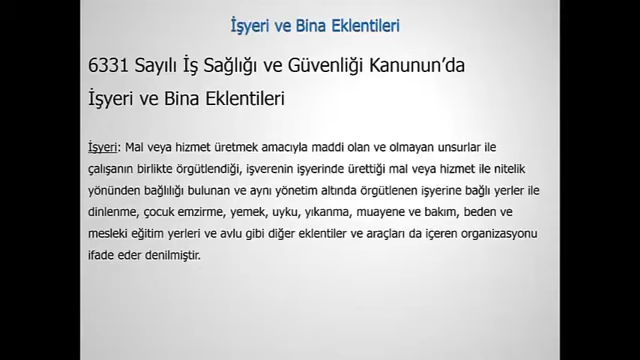 İşyeri ve Bina Eklentileri
6331 Sayılı İş Sağlığı ve Güvenliği Kanunun’da
İşyeri ve Bina Eklentileri
İşyeri: Mal veya hizmet üretmek amacıyla maddi olan ve olmayan unsurlar ile
çalışanın birlikte örgütlendiği, işverenin işyerinde ürettiği mal veya hizmet ile nitelik
yönünden bağlılığı bulunan ve aynı yönetim altında örgütlenen işyerine bağlı yerler ile
dinlenme, çocuk emzirme, yemek, uyku, yıkanma, muayene ve bakım, beden ve
mesleki eğitim yerleri ve avlu gibi diğer eklentiler ve araçları da içeren organizasyonu
ifade eder denilmiştir.